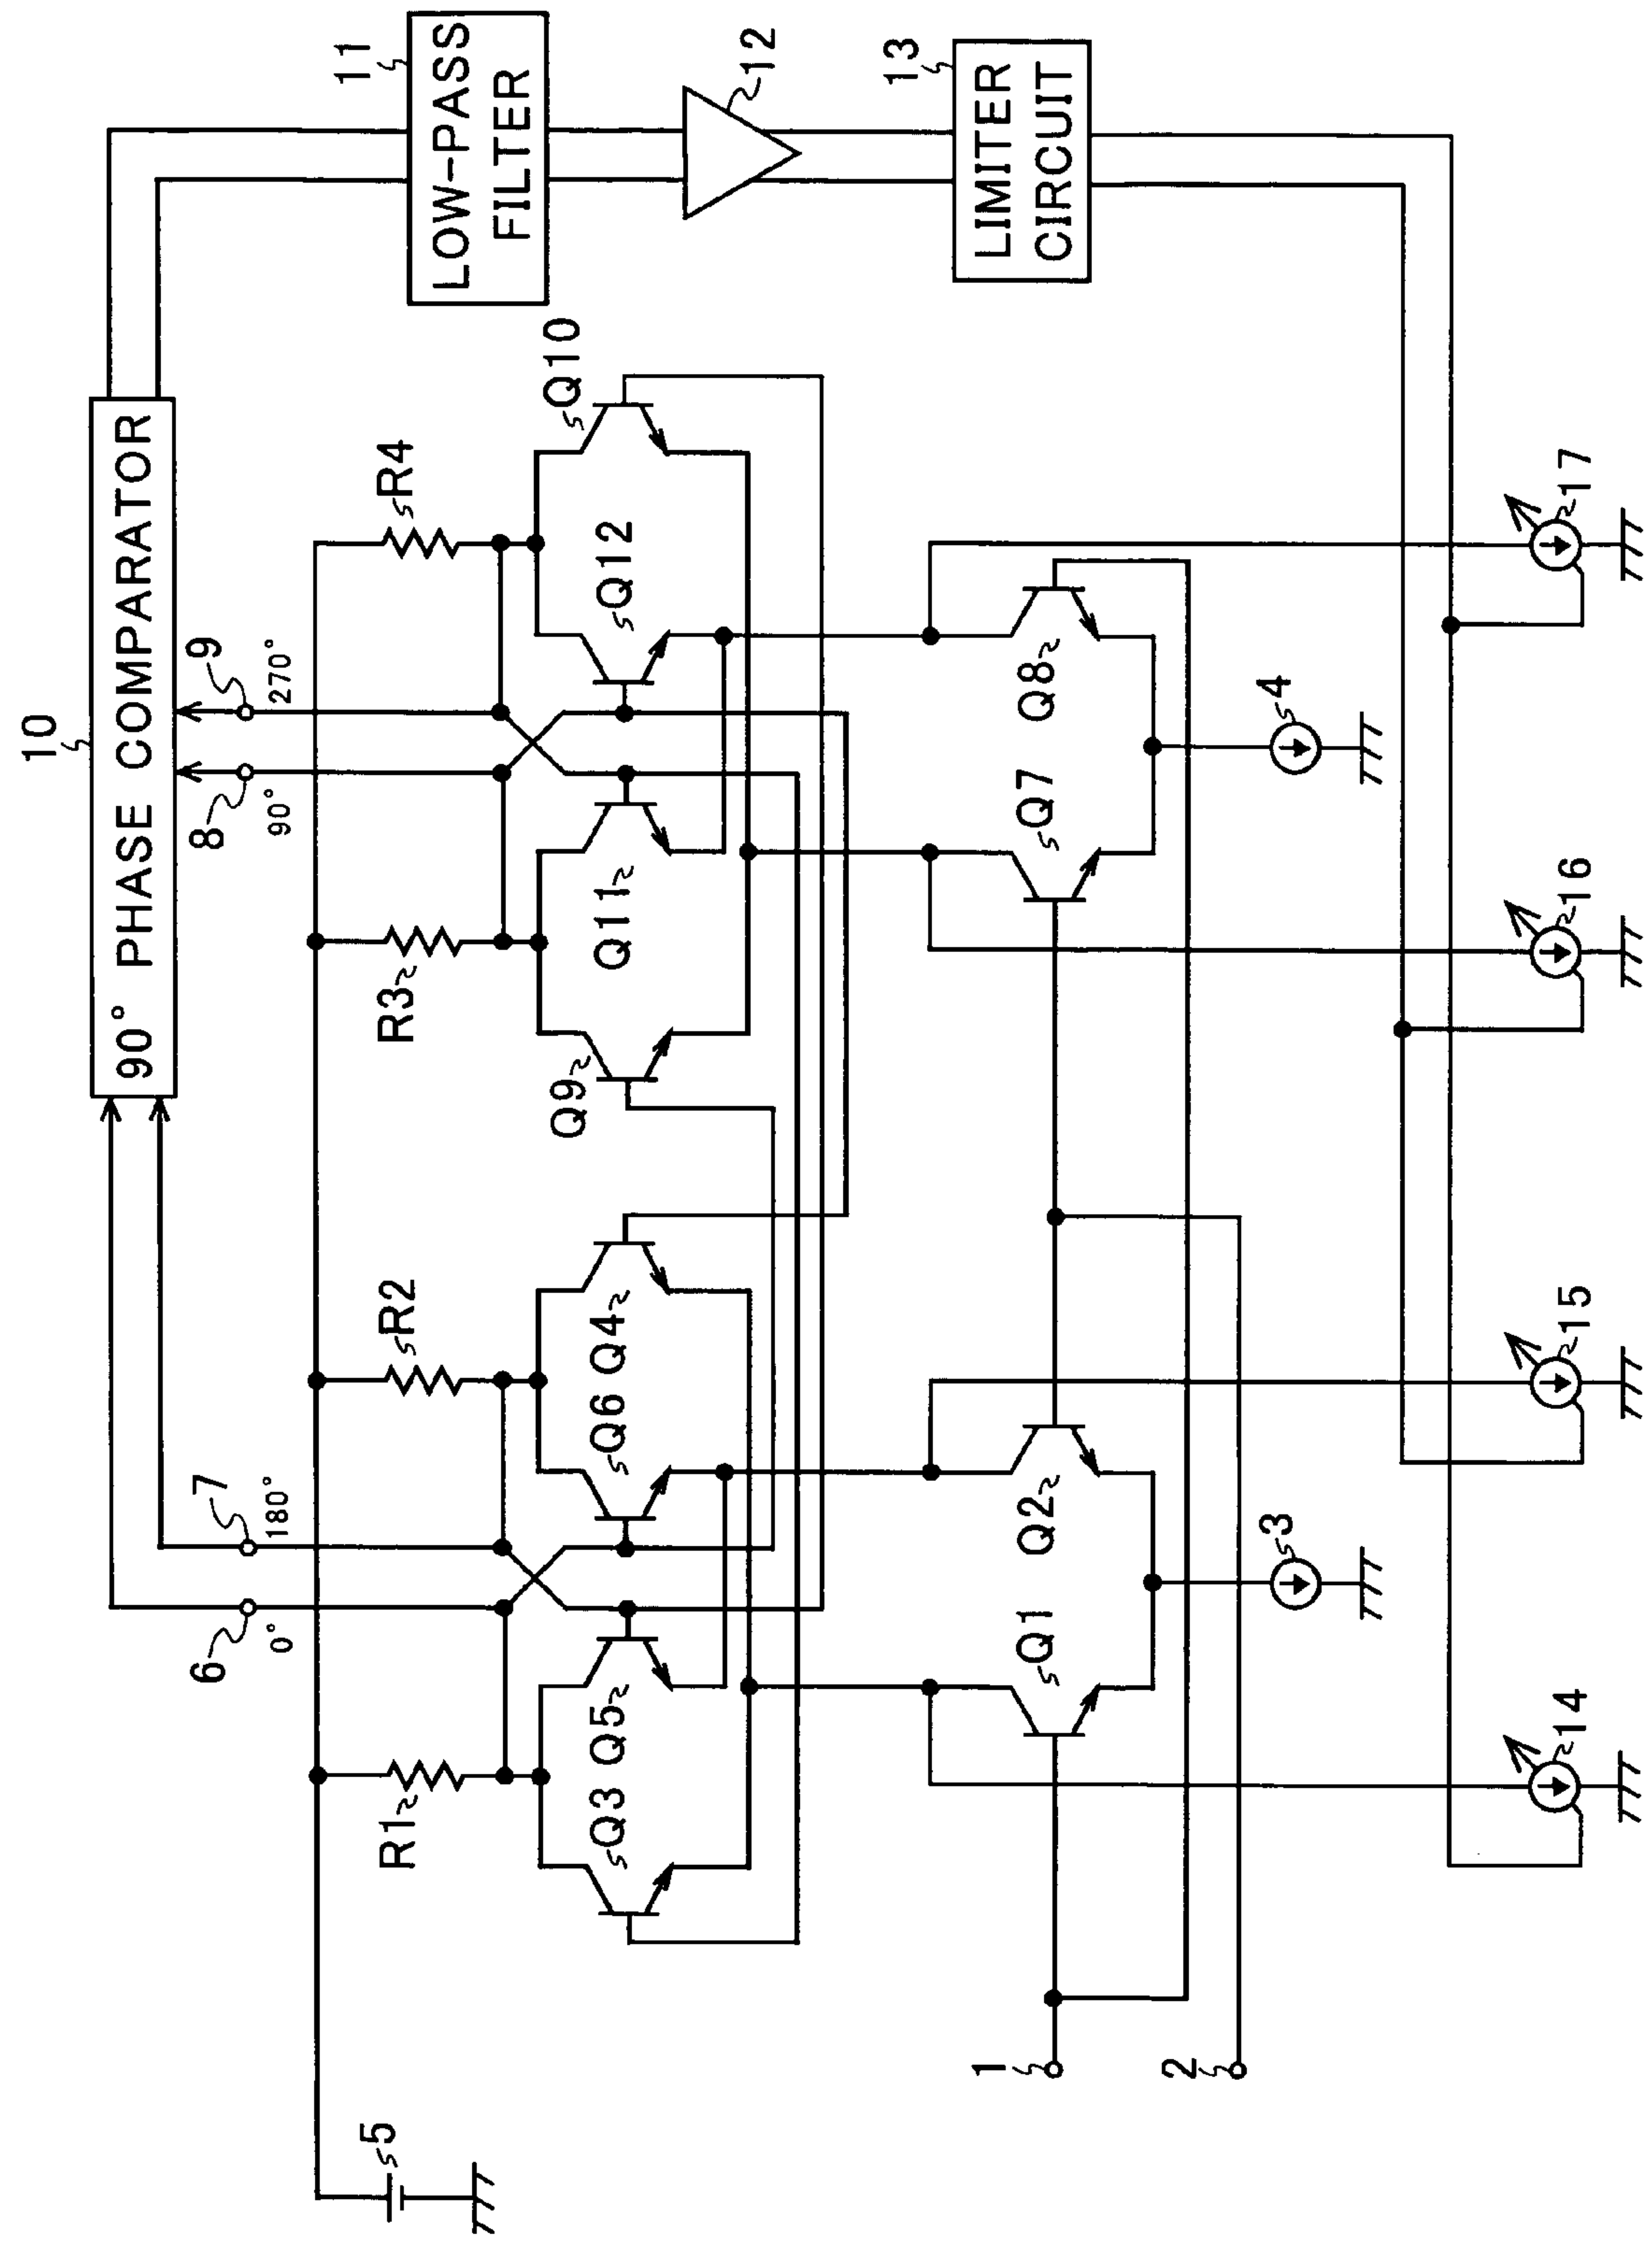 10
90° PHASE COMPARATOR
11
LOW-PASS
FILTER
12
13
LIMITER
CIRCUIT
6
0°
7
180°
8
90°
9
270°
5
R1
R2
R3
R4
Q3
Q5
Q6
Q4
Q9
Q11
Q12
Q10
1
2
Q1
Q2
Q7
Q8
3
4
14
15
16
17